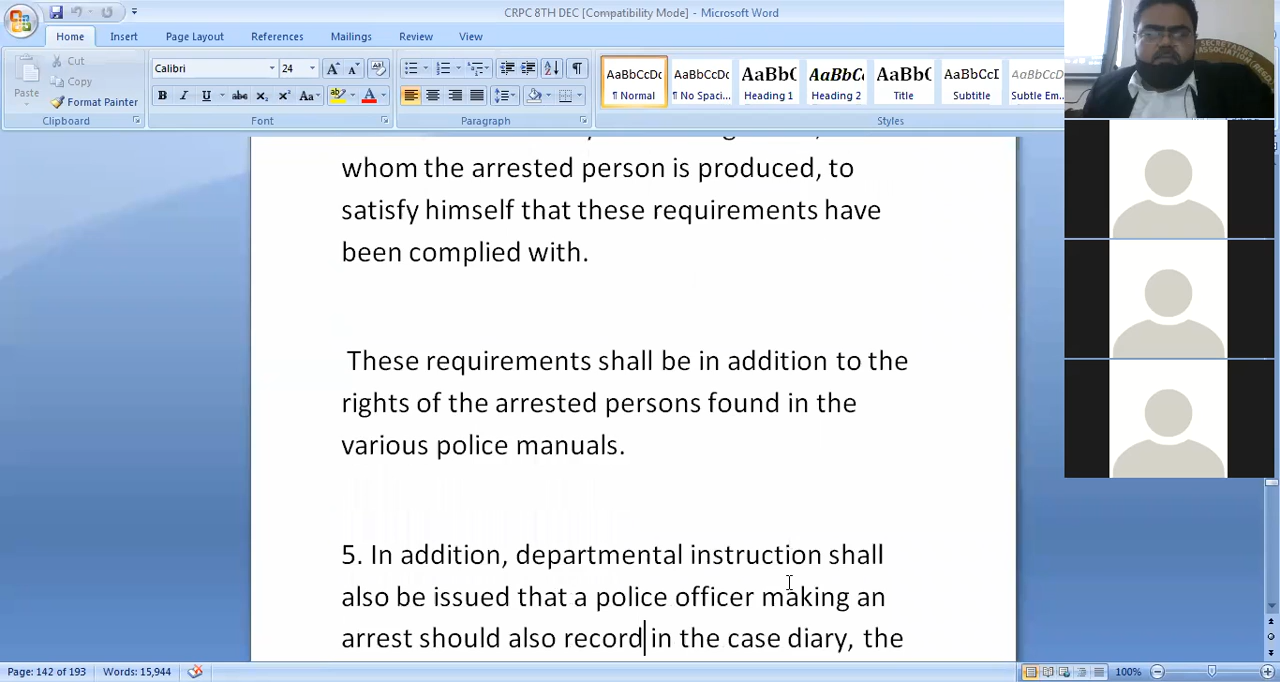 CRPC 8TH DEC [Compatibility Mode] - Microsoft Word
Home Insert Page Layout References Mailings Review View
Cut
Copy
Format Painter
Paste
Calibri 24
AaBbCcDc AaBbCcDc AaBbC AaBbCc AaBbC AaBbCcI AaBbCcDc
¶ Normal ¶ No Spaci... Heading 1 Heading 2 Title Subtitle Subtle Em...
Clipboard Font Paragraph Styles
whom the arrested person is produced, to
satisfy himself that these requirements have
been complied with.
These requirements shall be in addition to the
rights of the arrested persons found in the
various police manuals.
5. In addition, departmental instruction shall
also be issued that a police officer making an
arrest should also record in the case diary, the
Page: 142 of 193 Words: 15,944 100%
SECRETARIES